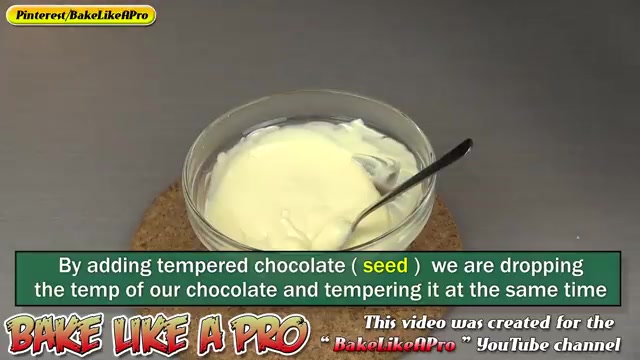 Pinterest/BakeLikeAPro
By adding tempered chocolate ( seed ) we are dropping
the temp of our chocolate and tempering it at the same time
BAKE LIKE A PRO
This video was created for the
“ BakeLikeAPro ” YouTube channel